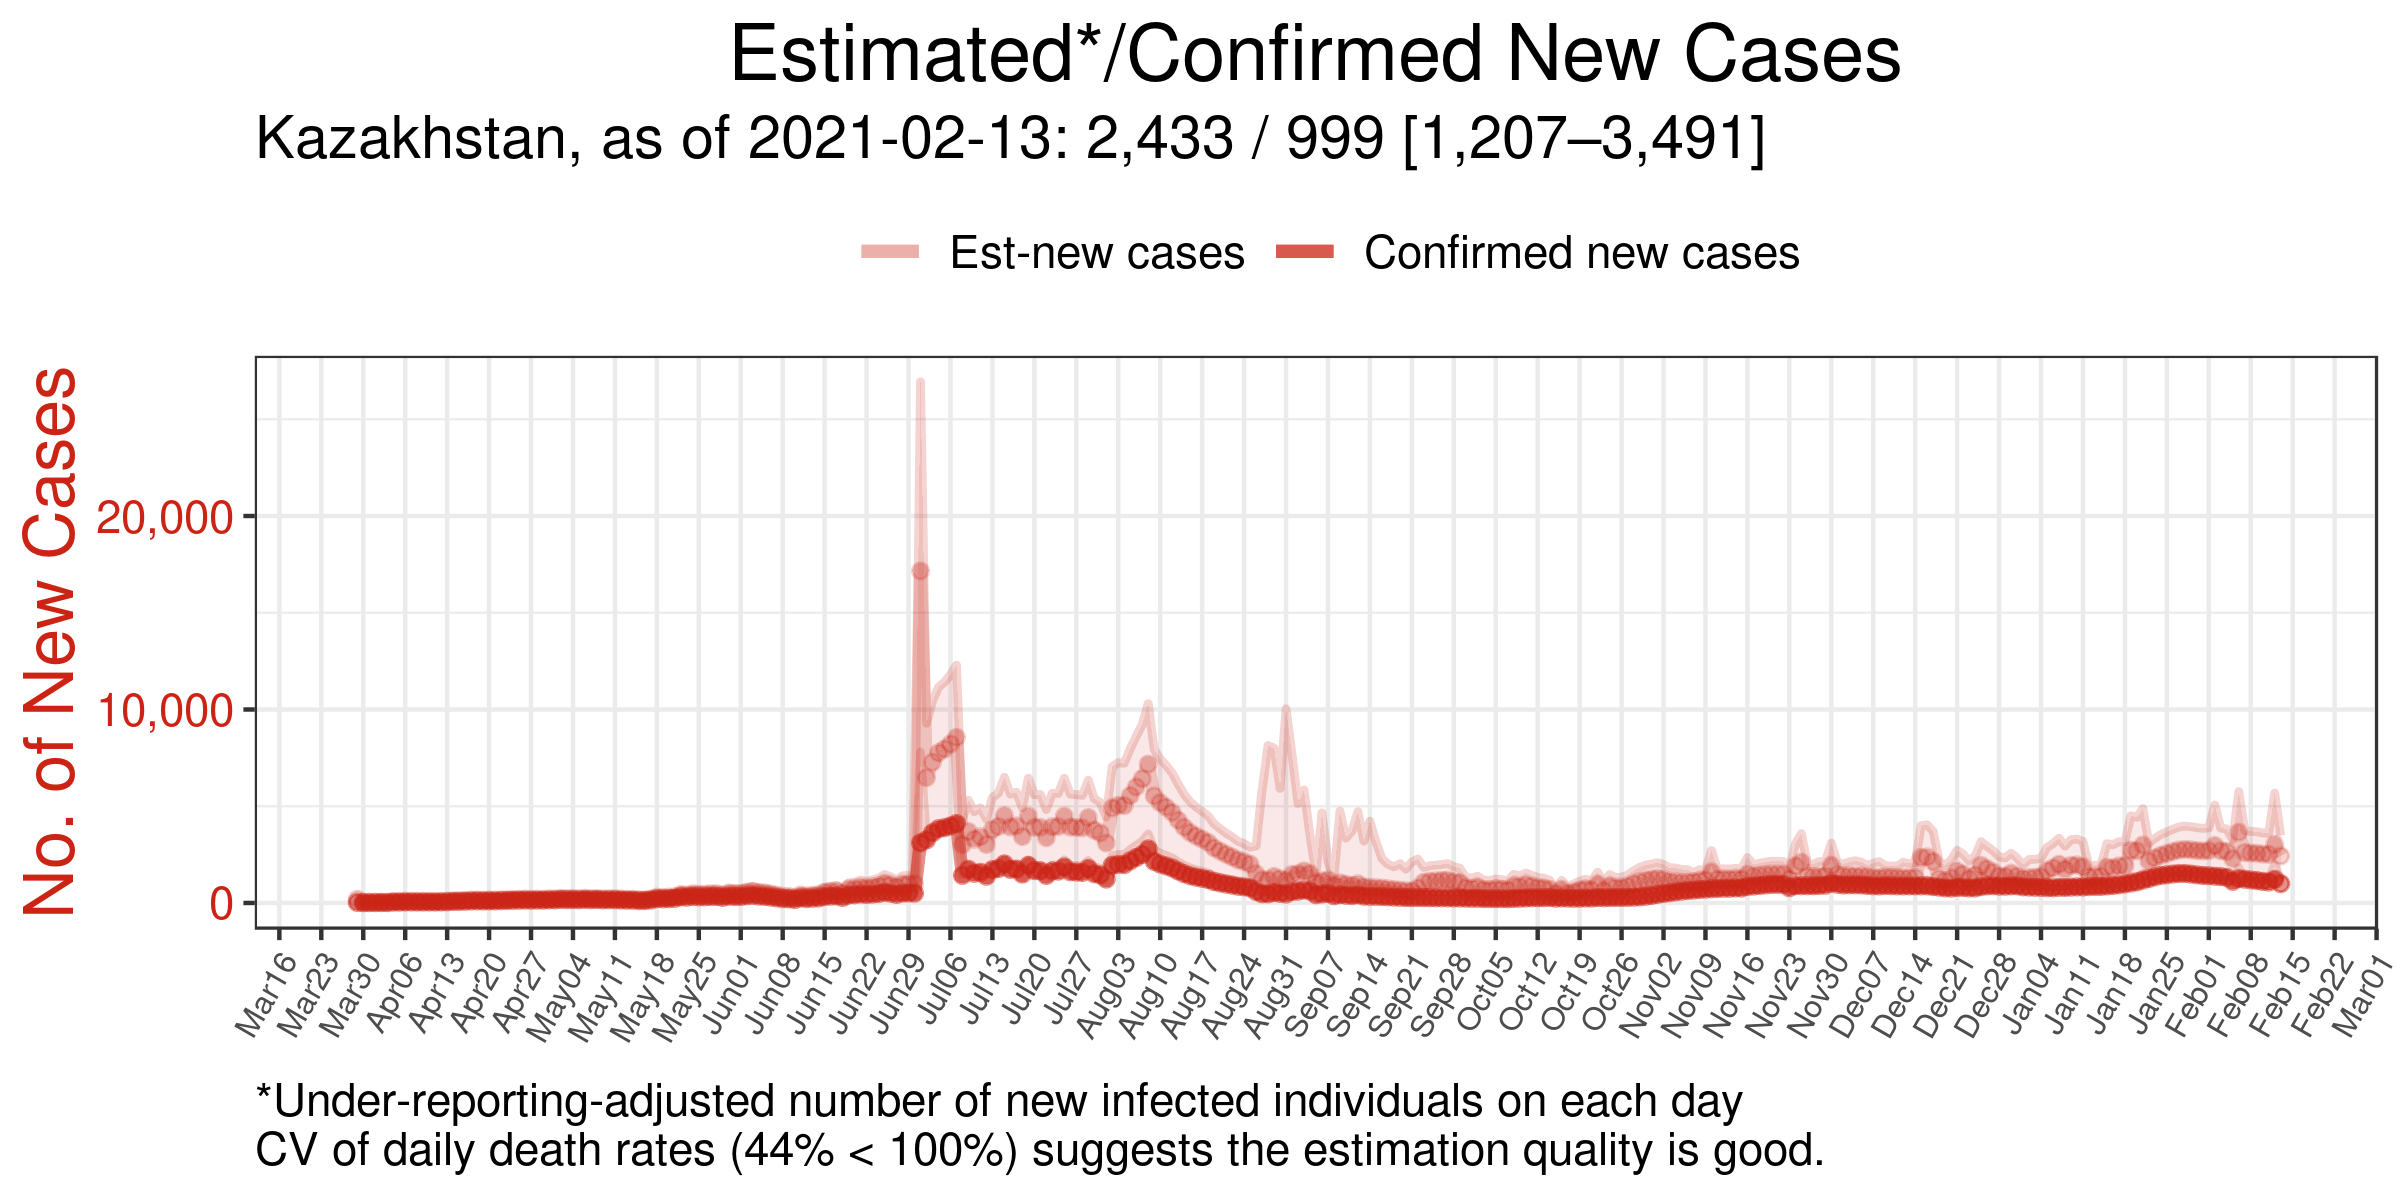 Estimated*/Confirmed New Cases
Kazakhstan, as of 2021-02-13: 2,433 / 999 [1,207–3,491]
Est-new cases
Confirmed new cases
No. of New Cases
20,000
10,000
0
Mar16
Mar23
Mar30
Apr06
Apr13
Apr20
Apr27
May04
May11
May18
May25
Jun01
Jun08
Jun15
Jun22
Jun29
Jul06
Jul13
Jul20
Jul27
Aug03
Aug10
Aug17
Aug24
Aug31
Sep07
Sep14
Sep21
Sep28
Oct05
Oct12
Oct19
Oct26
Nov02
Nov09
Nov16
Nov23
Nov30
Dec07
Dec14
Dec21
Dec28
Jan04
Jan11
Jan18
Jan25
Feb01
Feb08
Feb15
Feb22
Mar01
*Under-reporting-adjusted number of new infected individuals on each day
CV of daily death rates (44% < 100%) suggests the estimation quality is good.